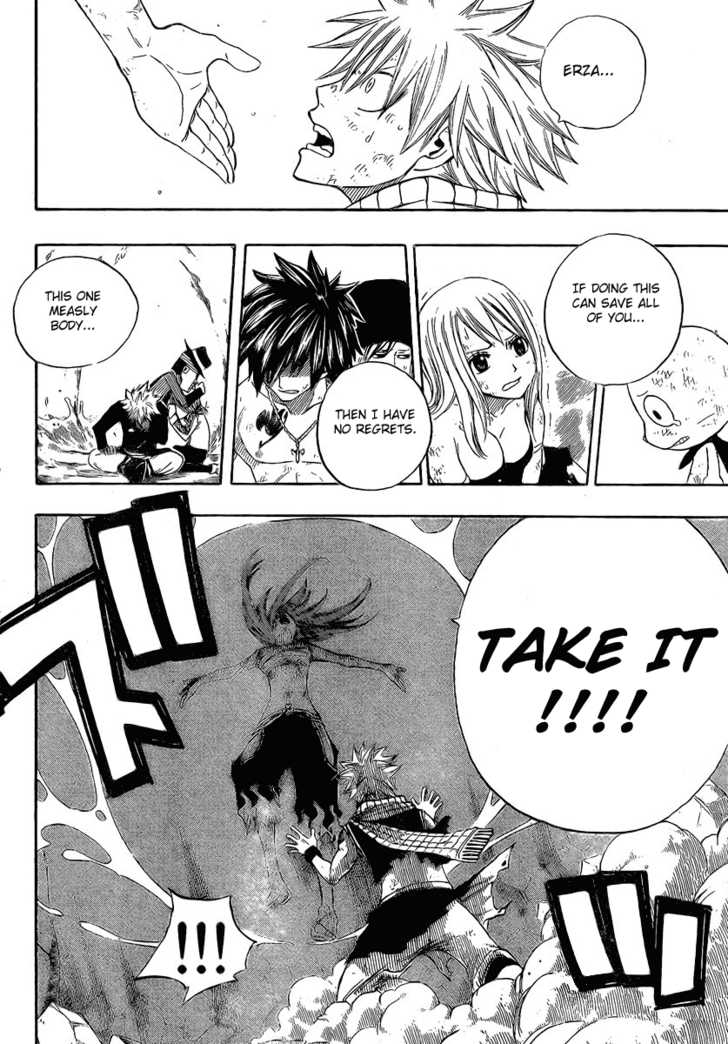 ERZA...
IF DOING THIS
CAN SAVE ALL
OF YOU...
THEN I HAVE
NO REGRETS.
THIS ONE
MEASLY
BODY...
TAKE IT
!!!!
!!!